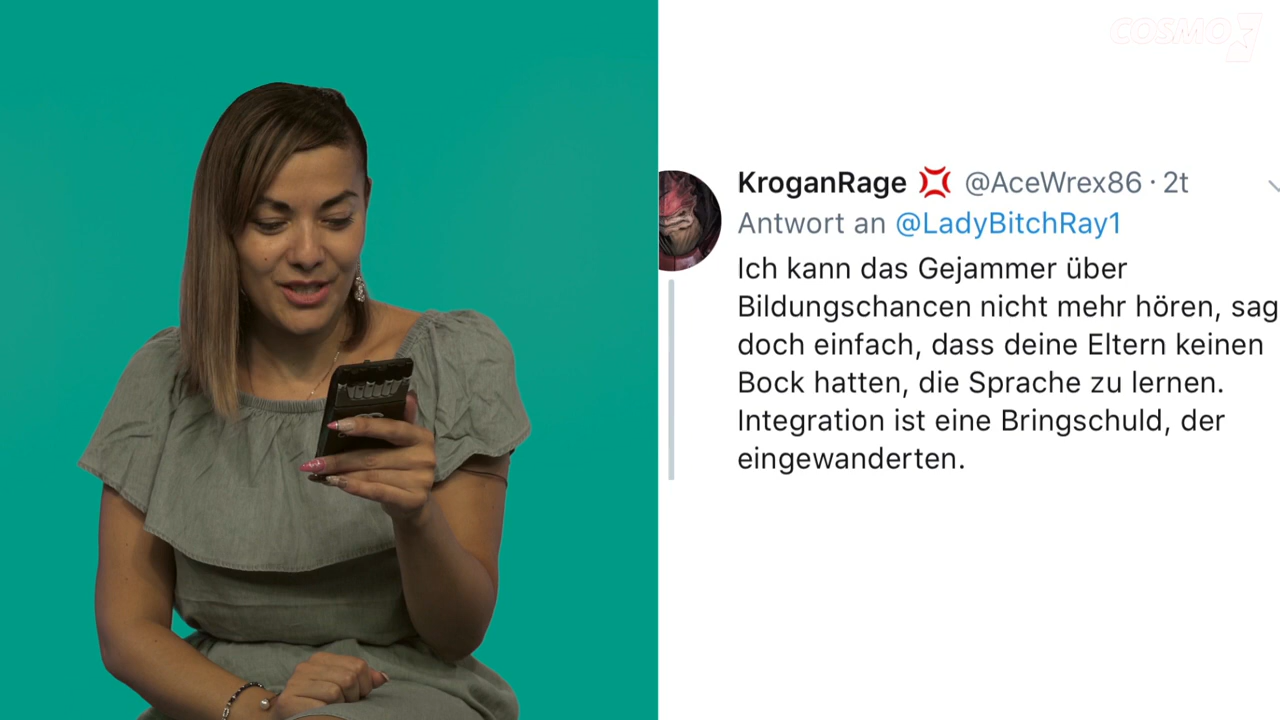 COSMO
KroganRage 💢 @AceWrex86 · 2t
Antwort an @LadyBitchRay1
Ich kann das Gejammer über
Bildungschancen nicht mehr hören, sag
doch einfach, dass deine Eltern keinen
Bock hatten, die Sprache zu lernen.
Integration ist eine Bringschuld, der
eingewanderten.